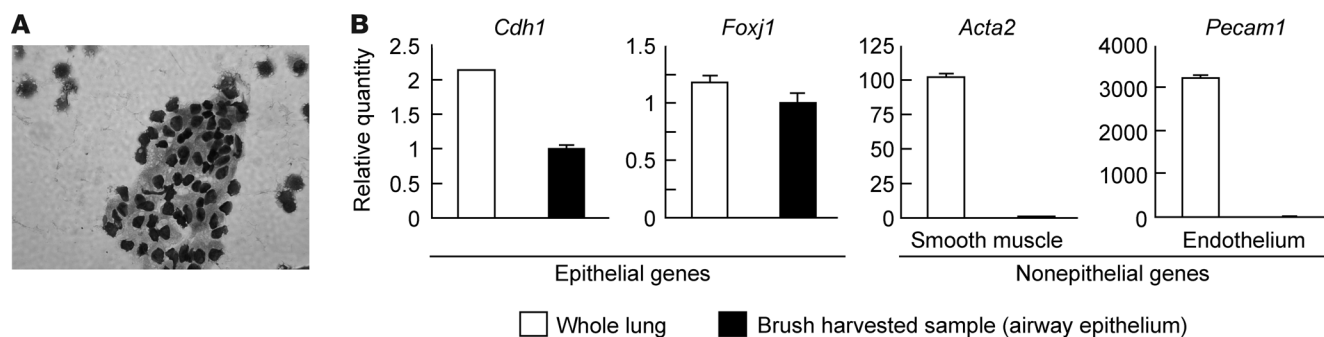 A
B
Cdh1
Foxj1
Acta2
Pecam1
Relative quantity
2.5
2
1.5
1
0.5
0
1.5
1
1.25
0
125
100
75
50
25
0
4000
3000
2000
1000
0
Smooth muscle
Endothelium
Epithelial genes
Nonepithelial genes
Whole lung
Brush harvested sample (airway epithelium)